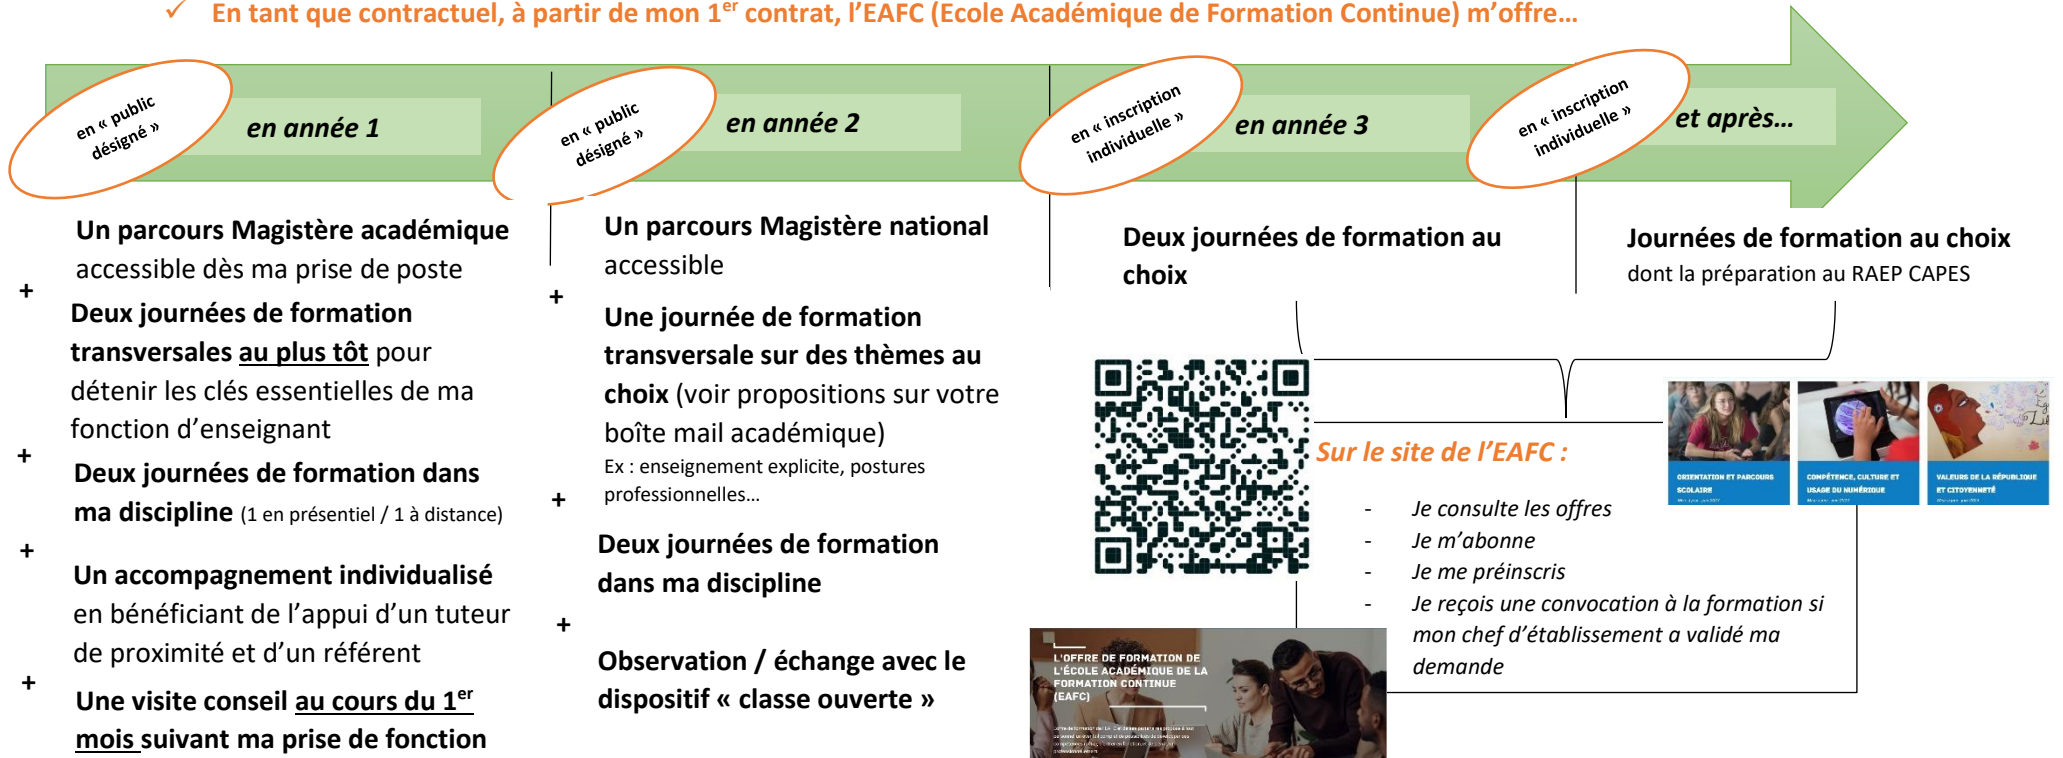 ✓ En tant que contractuel, à partir de mon 1er contrat, l’EAFC (Ecole Académique de Formation Continue) m’offre…
en « public
désigné »
en année 1
en « public
désigné »
en année 2
en « inscription
individuelle »
en année 3
en « inscription
individuelle »
et après…
Un parcours Magistère académique
accessible dès ma prise de poste
+
Deux journées de formation
transversales au plus tôt pour
détenir les clés essentielles de ma
fonction d’enseignant
+
Deux journées de formation dans
ma discipline (1 en présentiel / 1 à distance)
+
Un accompagnement individualisé
en bénéficiant de l’appui d’un tuteur
de proximité et d’un référent
+
Une visite conseil au cours du 1er
mois suivant ma prise de fonction
Un parcours Magistère national
accessible
+
Une journée de formation
transversale sur des thèmes au
choix (voir propositions sur votre
boîte mail académique)
Ex : enseignement explicite, postures
professionnelles…
+
Deux journées de formation
dans ma discipline
+
Observation / échange avec le
dispositif « classe ouverte »
Deux journées de formation au
choix
Journées de formation au choix
dont la préparation au RAEP CAPES
Sur le site de l’EAFC :
- Je consulte les offres
- Je m’abonne
- Je me préinscris
- Je reçois une convocation à la formation si
mon chef d’établissement a validé ma
demande
ORIENTATION ET PARCOURS
SCOLAIRE
COMPÉTENCE, CULTURE ET
USAGE DU NUMÉRIQUE
VALEURS DE LA RÉPUBLIQUE
ET CITOYENNETÉ
L'OFFRE DE FORMATION DE
L'ÉCOLE ACADÉMIQUE DE LA
FORMATION CONTINUE
(EAFC)